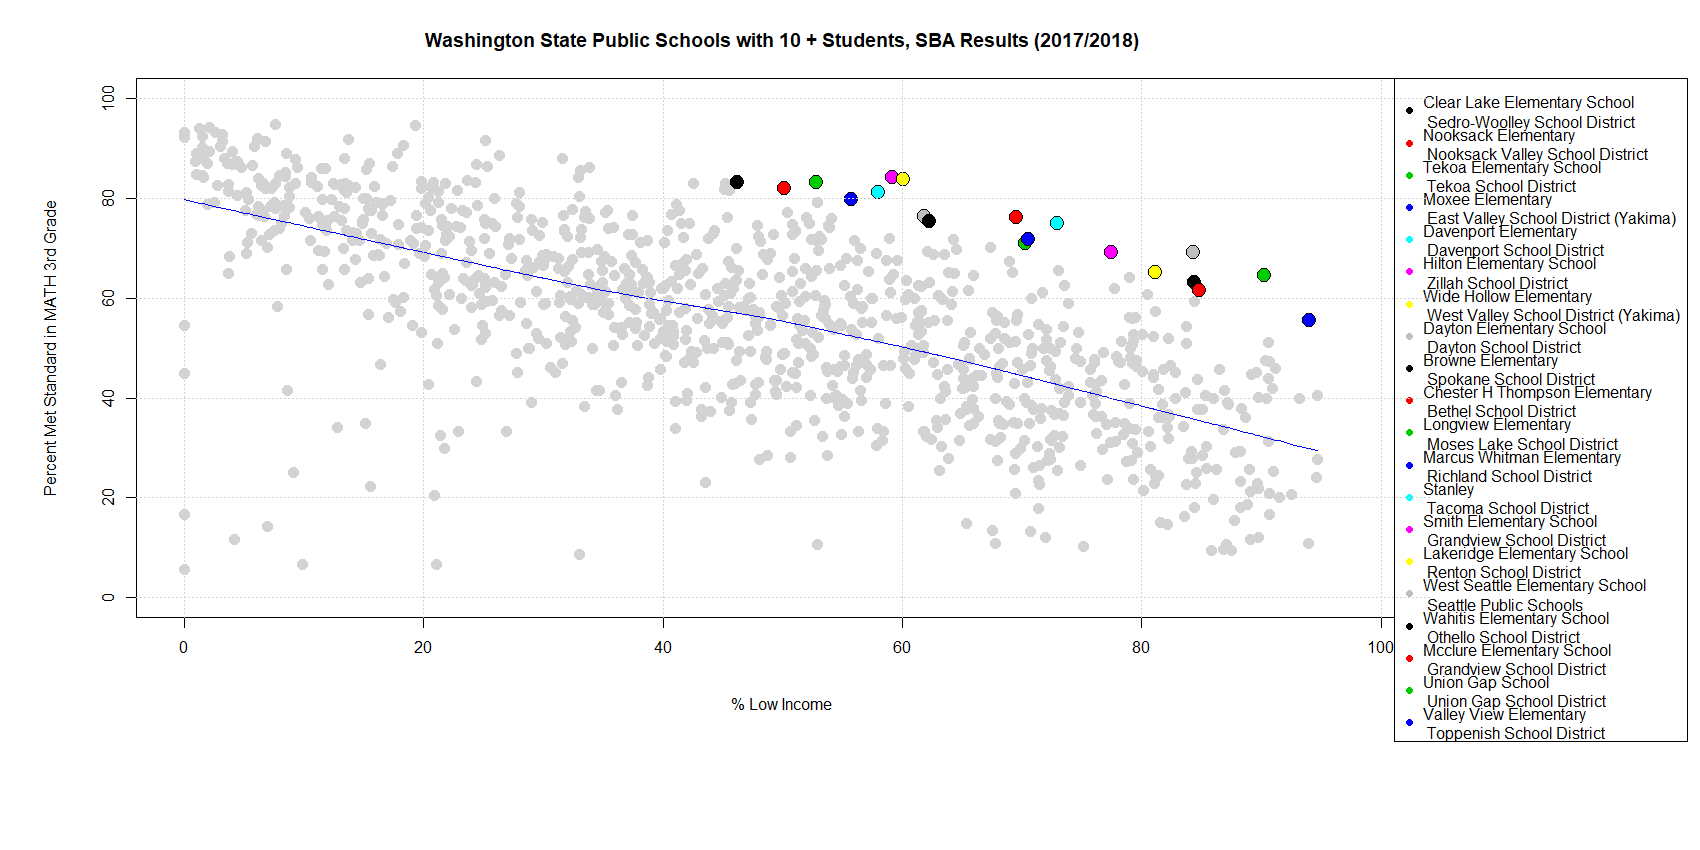 Washington State Public Schools with 10 + Students, SBA Results (2017/2018)
Percent Met Standard in MATH 3rd Grade
100
80
60
40
20
0
0
20
40
60
80
100
% Low Income
Clear Lake Elementary School
Sedro-Woolley School District
Nooksack Elementary
Nooksack Valley School District
Tekoa Elementary School
Tekoa School District
Moxee Elementary
East Valley School District (Yakima)
Davenport Elementary
Davenport School District
Hilton Elementary School
Zillah School District
Wide Hollow Elementary
West Valley School District (Yakima)
Dayton Elementary School
Dayton School District
Browne Elementary
Spokane School District
Chester H Thompson Elementary
Bethel School District
Longview Elementary
Moses Lake School District
Marcus Whitman Elementary
Richland School District
Stanley
Tacoma School District
Smith Elementary School
Grandview School District
Lakeridge Elementary School
Renton School District
West Seattle Elementary School
Seattle Public Schools
Wahitis Elementary School
Othello School District
Mcclure Elementary School
Grandview School District
Union Gap School
Union Gap School District
Valley View Elementary
Toppenish School District